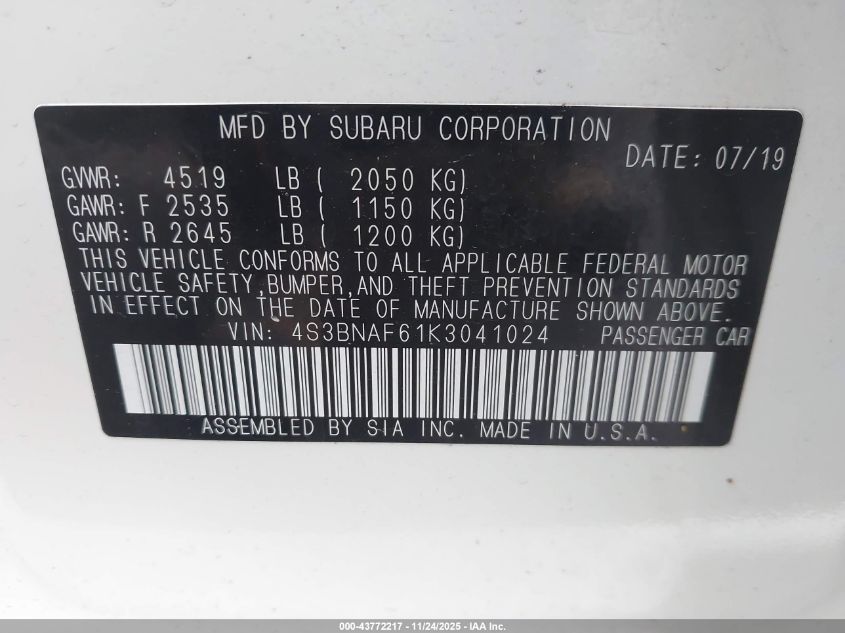 MFD BY SUBARU CORPORATION
DATE: 07/19
GVWR: 4519 LB ( 2050 KG)
GAWR: F 2535 LB ( 1150 KG)
GAWR: R 2645 LB ( 1200 KG)
THIS VEHICLE CONFORMS TO ALL APPLICABLE FEDERAL MOTOR
VEHICLE SAFETY,BUMPER,AND THEFT PREVENTION STANDARDS
IN EFFECT ON THE DATE OF MANUFACTURE SHOWN ABOVE.
VIN: 4S3BNAF61K3041024 PASSENGER CAR
ASSEMBLED BY SIA INC. MADE IN U.S.A.
000-43772217 - 11/24/2025 - IAA Inc.